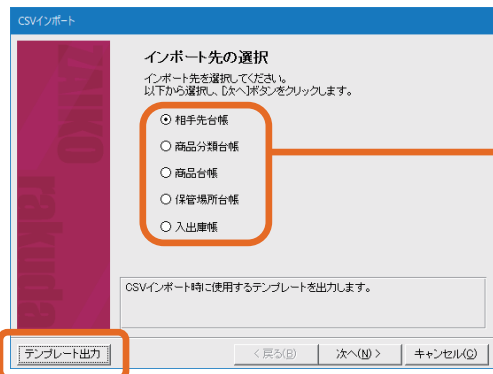 CSVインポート
インポート先の選択
インポート先を選択してください。
以下から選択し、[次へ]ボタンをクリックします。
相手先台帳
商品分類台帳
商品台帳
保管場所台帳
入出庫帳
ZAIKO
rakuda
CSVインポート時に使用するテンプレートを出力します。
テンプレート出力
< 戻る(B)
次へ(N) >
キャンセル(C)